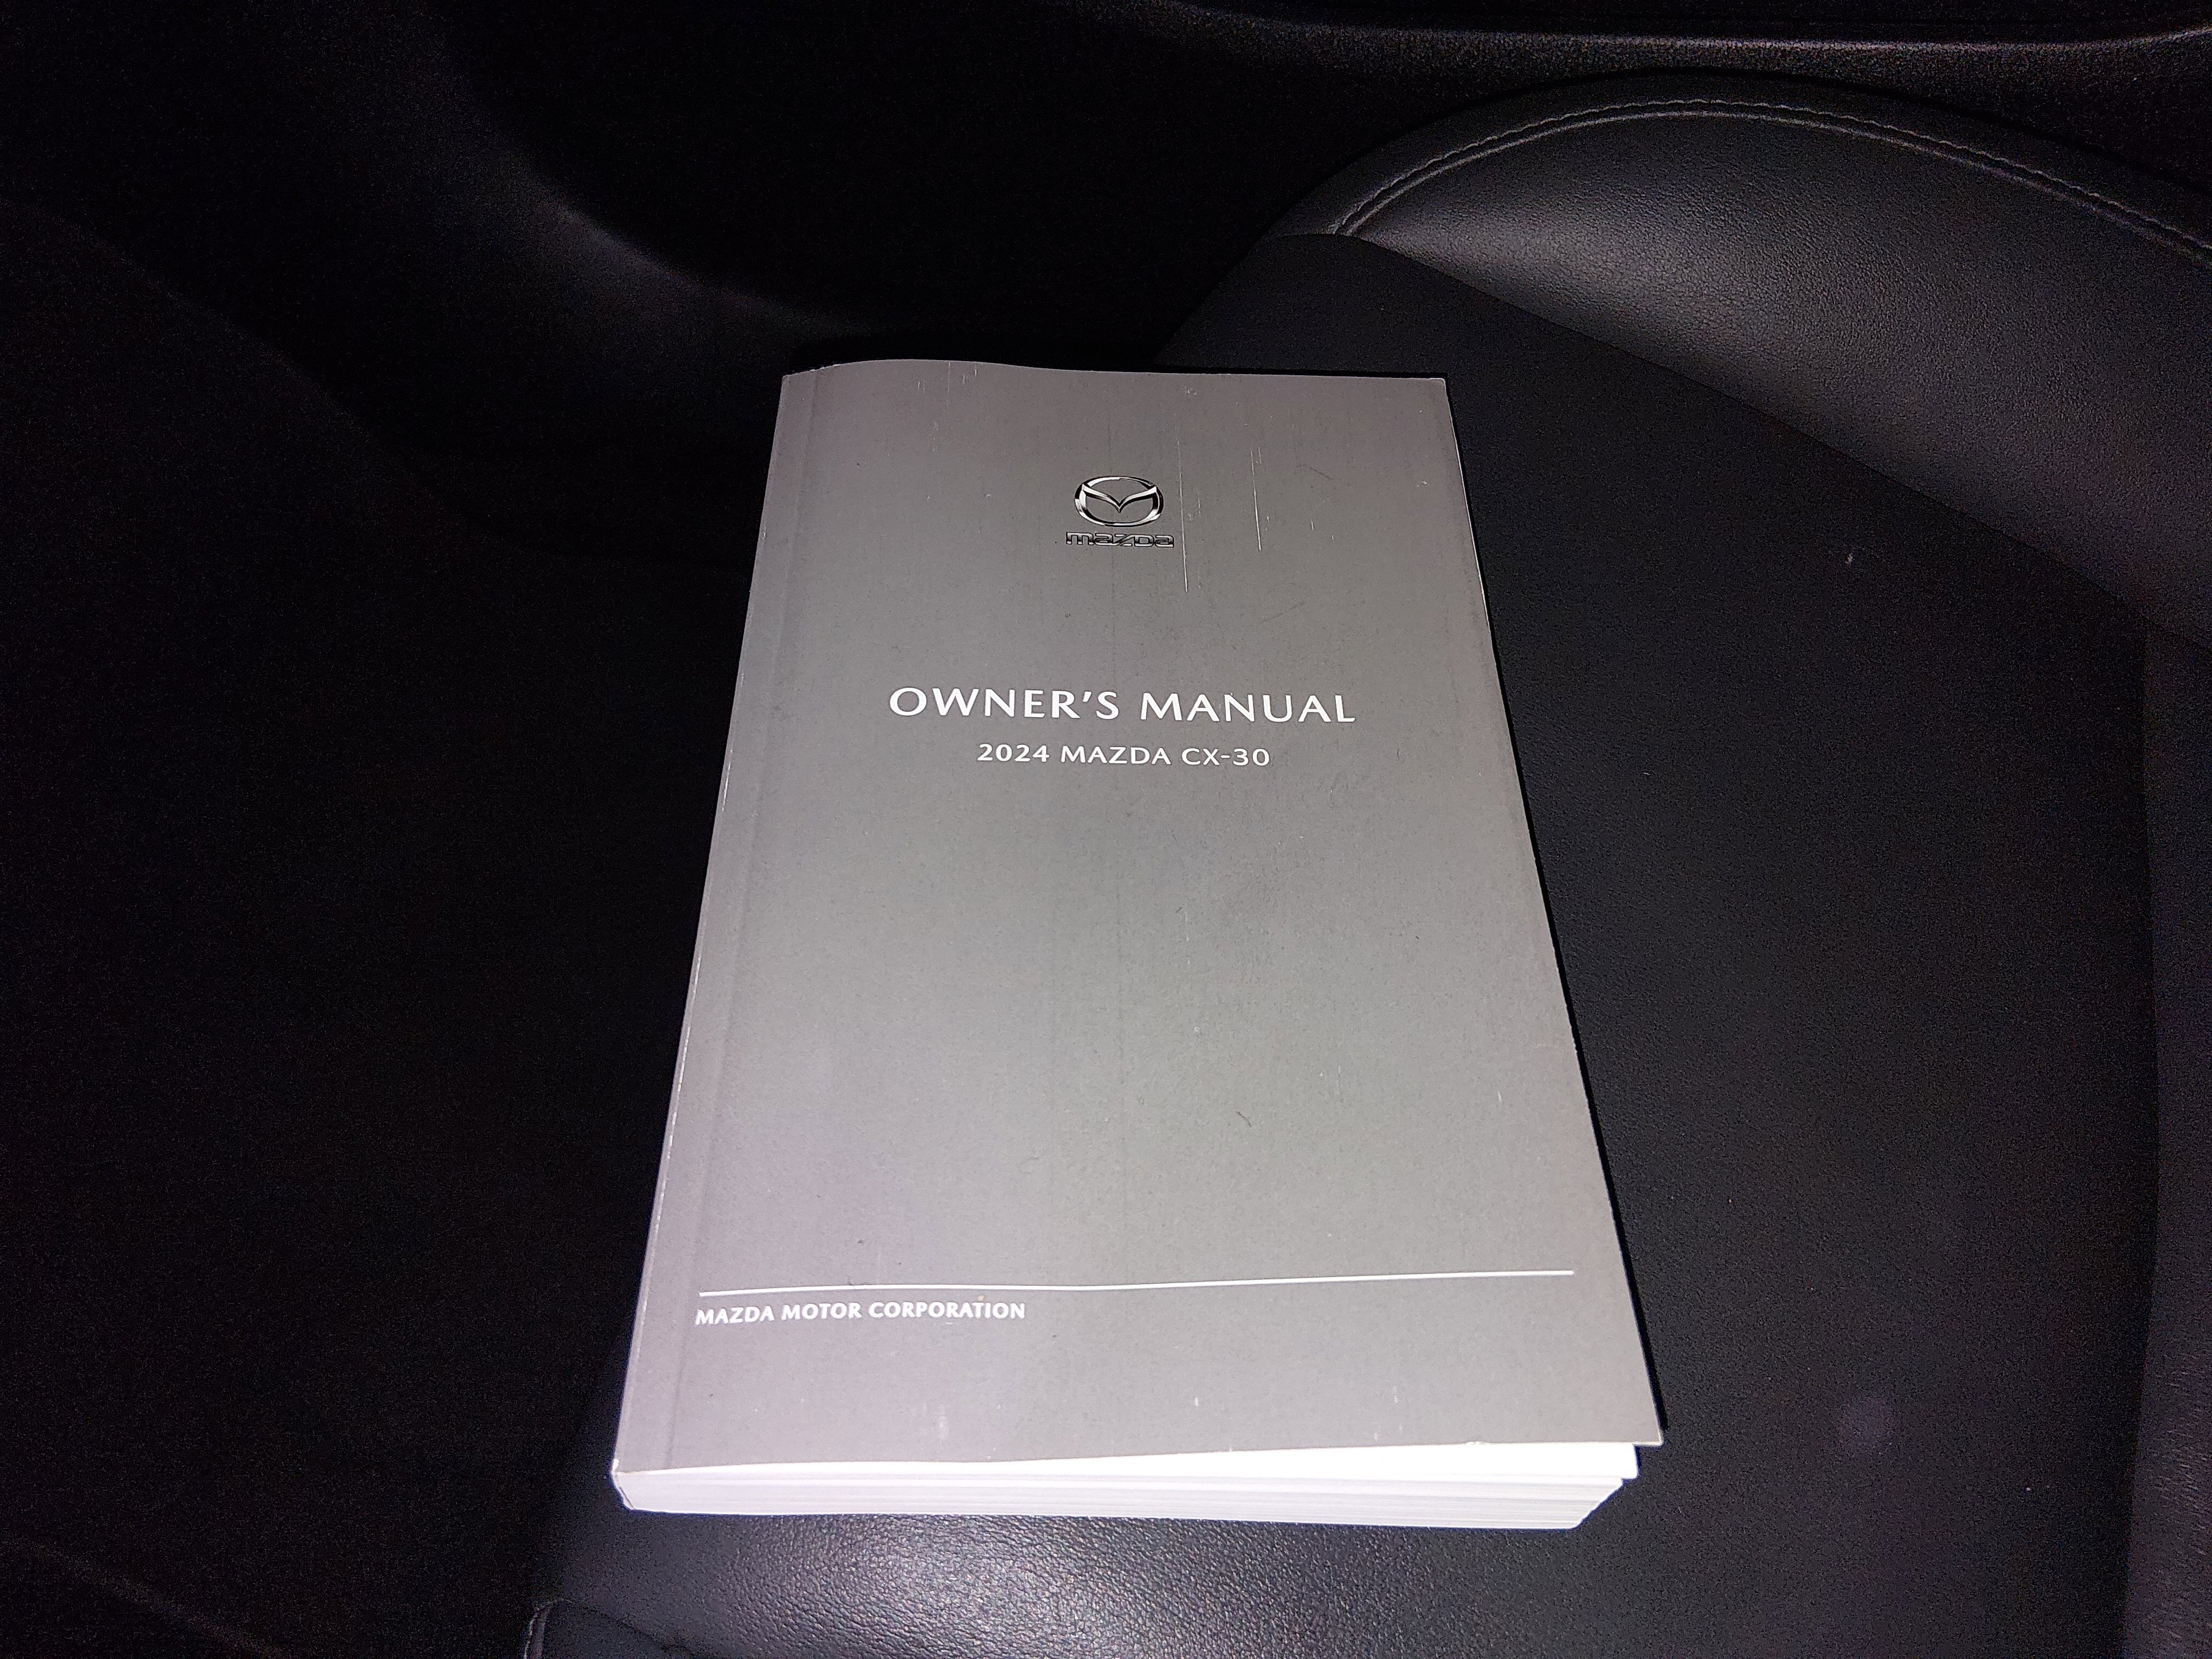 mazda
OWNER'S MANUAL
2024 MAZDA CX-30
MAZDA MOTOR CORPORATION